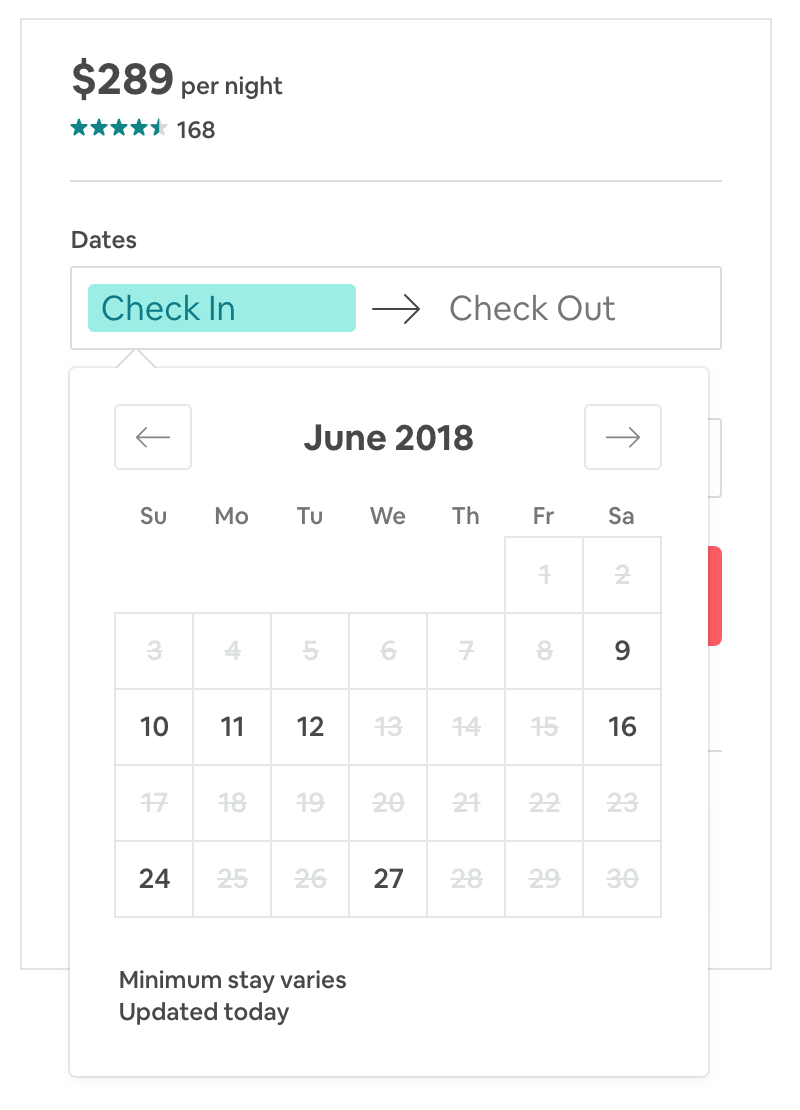 $289 per night
168
Dates
Check In → Check Out
← June 2018 →
Su Mo Tu We Th Fr Sa
1 2
3 4 5 6 7 8 9
10 11 12 13 14 15 16
17 18 19 20 21 22 23
24 25 26 27 28 29 30
Minimum stay varies
Updated today